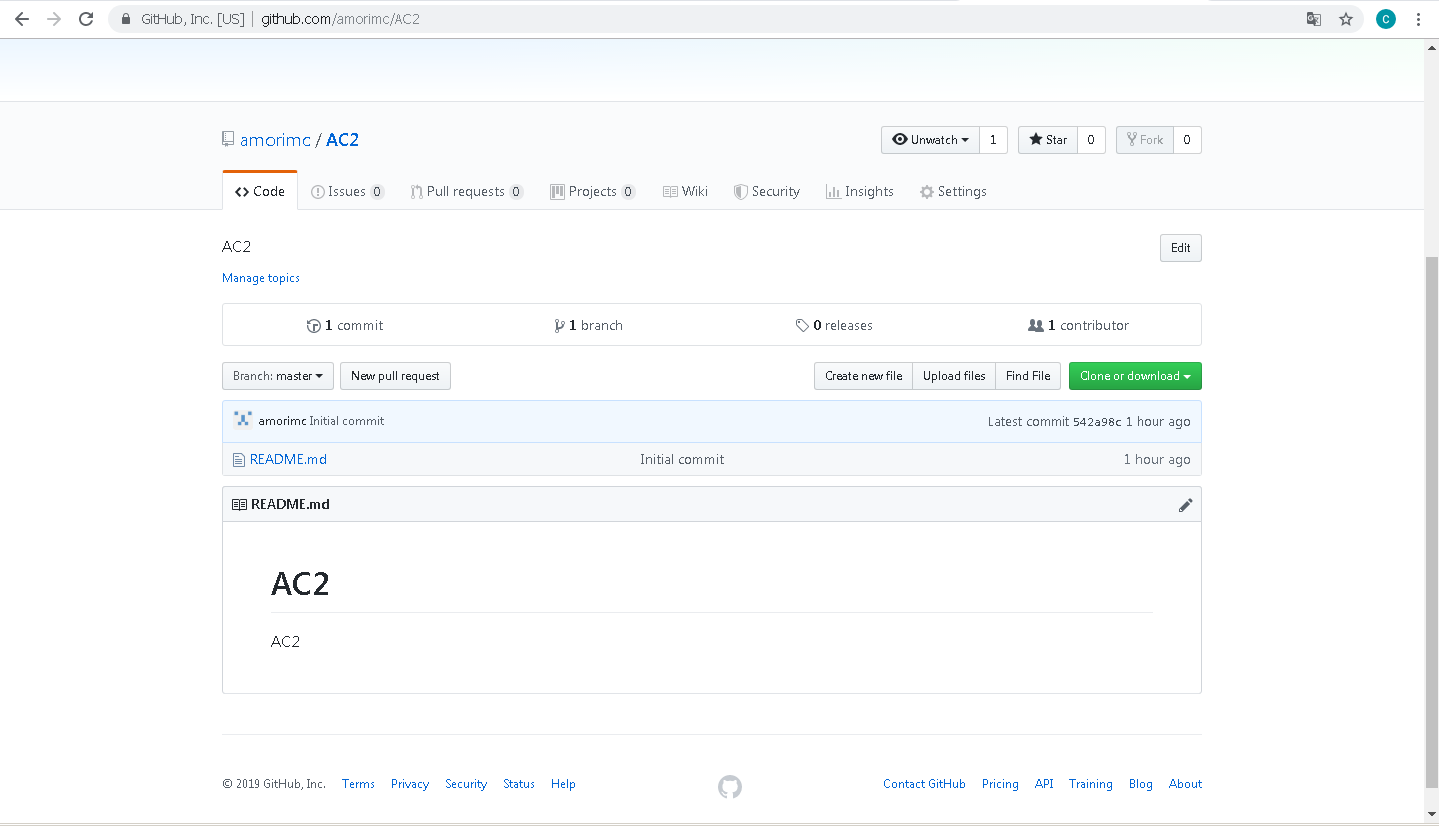 GitHub, Inc. [US] | github.com/amorimc/AC2 C
amorimc / AC2 Unwatch 1 Star 0 Fork 0
Code Issues 0 Pull requests 0 Projects 0 Wiki Security Insights Settings
AC2 Edit
Manage topics
1 commit 1 branch 0 releases 1 contributor
Branch: master New pull request Create new file Upload files Find File Clone or download
amorimc Initial commit Latest commit 542a98c 1 hour ago
README.md Initial commit 1 hour ago
README.md
AC2
AC2
© 2019 GitHub, Inc. Terms Privacy Security Status Help Contact GitHub Pricing API Training Blog About